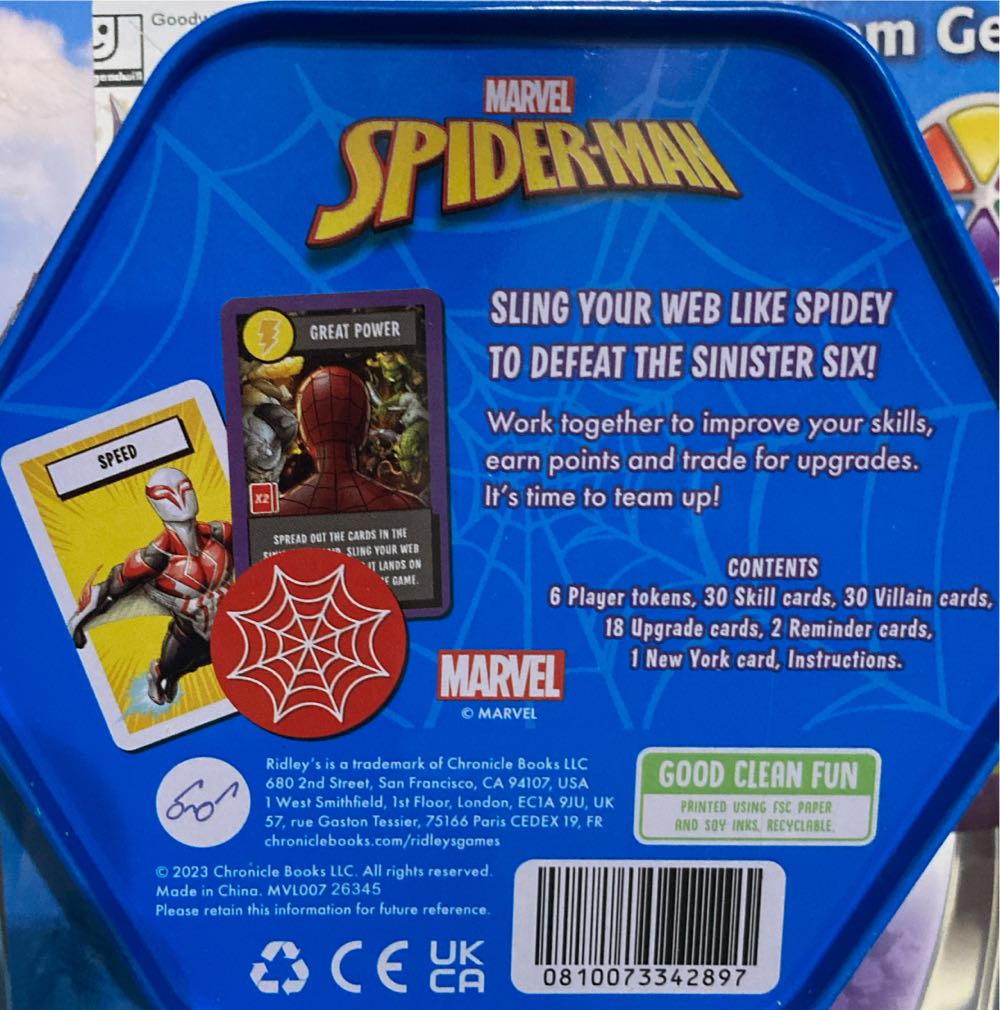 goodwill
m Ge
MARVEL
SPIDER-MAN
SLING YOUR WEB LIKE SPIDEY
TO DEFEAT THE SINISTER SIX!
Work together to improve your skills,
earn points and trade for upgrades.
It's time to team up!
GREAT POWER
X2
SPREAD OUT THE CARDS IN THE
SLING YOUR WEB
IT LANDS ON
GAME.
SPEED
CONTENTS
6 Player tokens, 30 Skill cards, 30 Villain cards,
18 Upgrade cards, 2 Reminder cards,
1 New York card, Instructions.
MARVEL
© MARVEL
Ridley's is a trademark of Chronicle Books LLC
680 2nd Street, San Francisco, CA 94107, USA
1 West Smithfield, 1st Floor, London, EC1A 9JU, UK
57, rue Gaston Tessier, 75166 Paris CEDEX 19, FR
chroniclebooks.com/ridleysgames
GOOD CLEAN FUN
PRINTED USING FSC PAPER
AND SOY INKS. RECYCLABLE.
© 2023 Chronicle Books LLC. All rights reserved.
Made in China. MVL007 26345
Please retain this information for future reference.
CE UK
CA
0810073342897